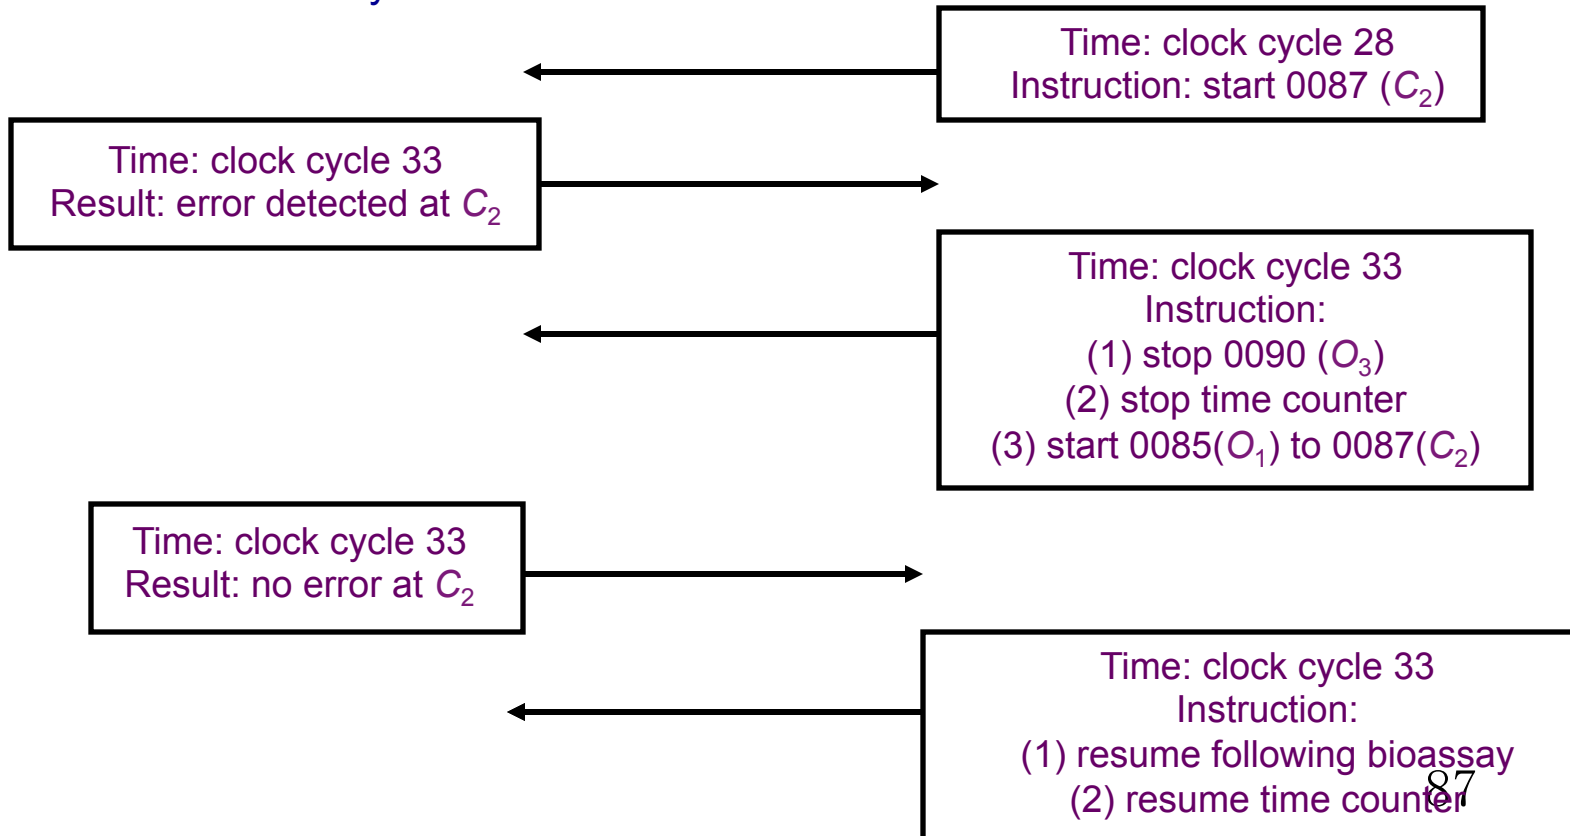 Time: clock cycle 28
Instruction: start 0087 (C₂)
Time: clock cycle 33
Result: error detected at C₂
Time: clock cycle 33
Instruction:
(1) stop 0090 (O₃)
(2) stop time counter
(3) start 0085(O₁) to 0087(C₂)
Time: clock cycle 33
Result: no error at C₂
Time: clock cycle 33
Instruction:
(1) resume following bioassay
(2) resume time counter
87